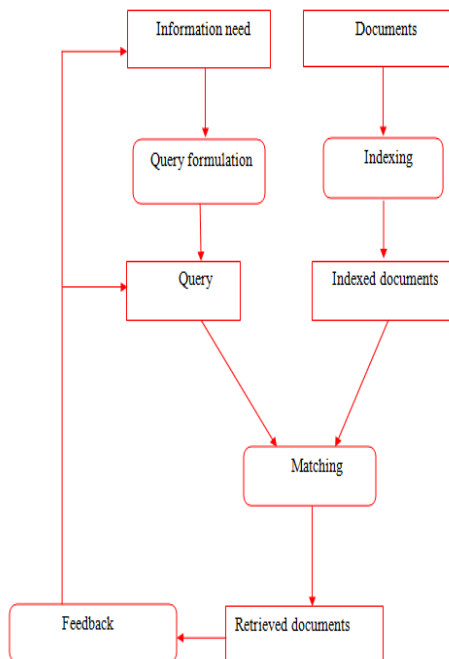 Information need
Documents
Query formulation
Indexing
Query
Indexed documents
Matching
Feedback
Retrieved documents